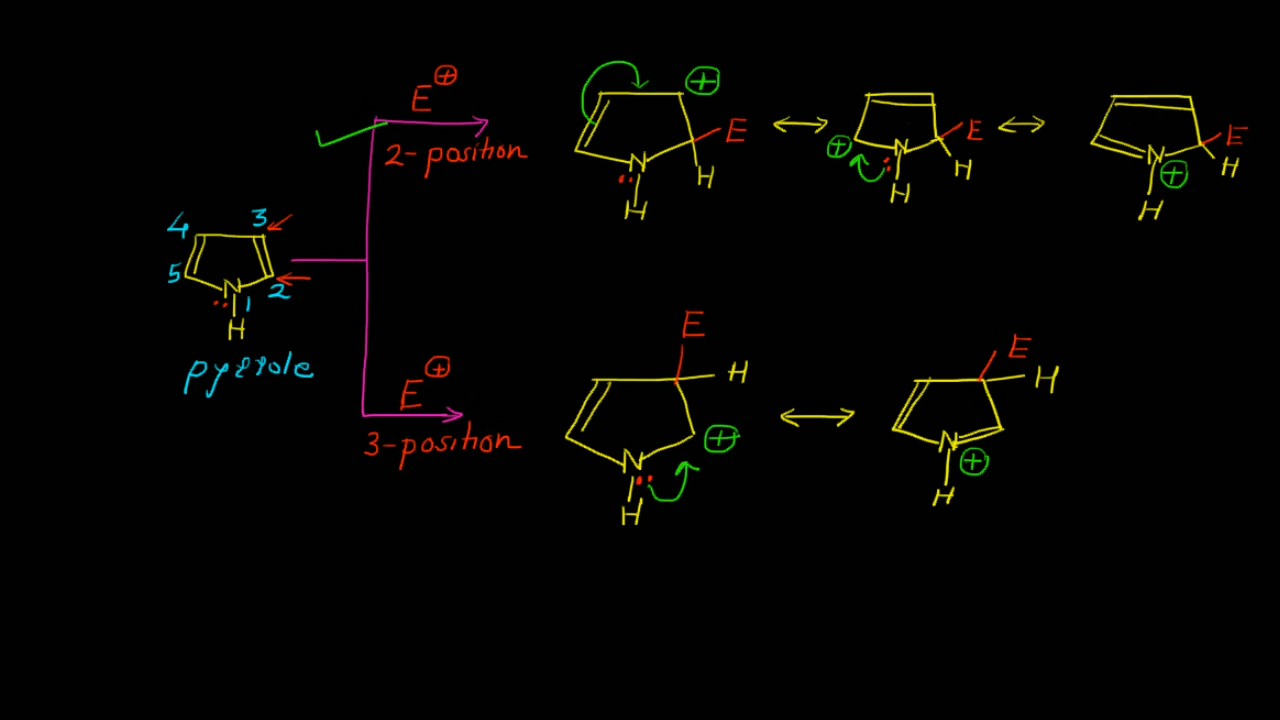 E⊕
2-position
⊕
E
N
··
H
H
⊕
E
N
:
H
H
E
H
N
⊕
H
4
3
5
N
2
··
1
H
pyrrole
E⊕
3-position
E
H
⊕
N
··
H
E
H
N
⊕
H